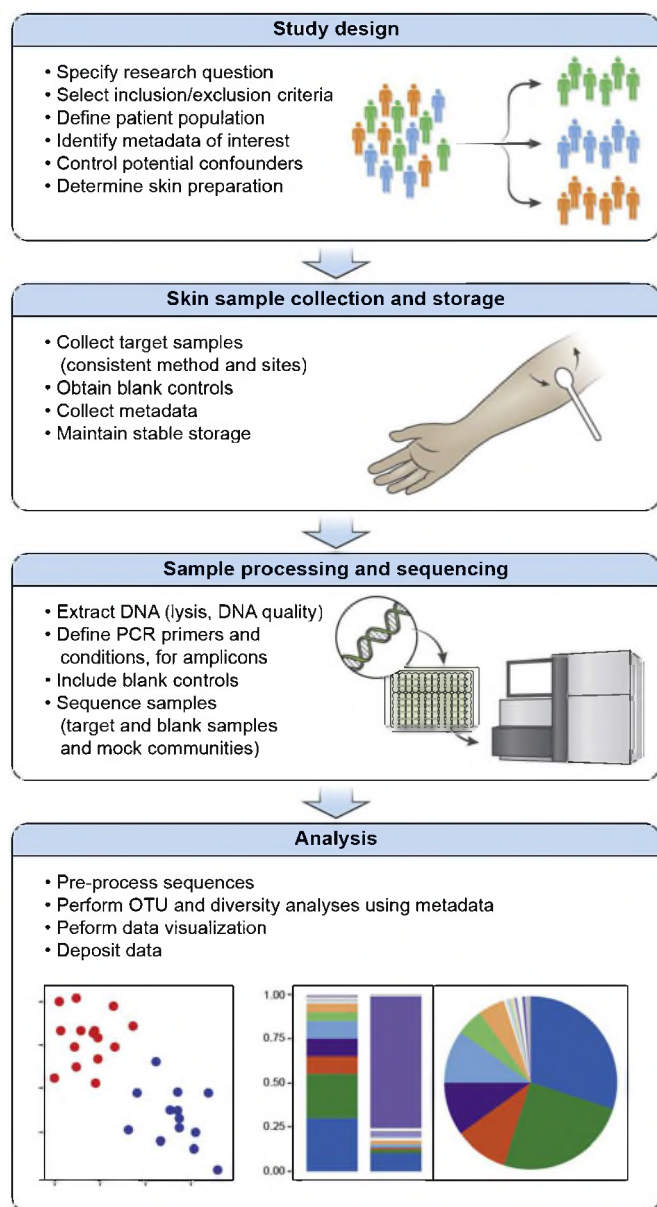 Study design
• Specify research question
• Select inclusion/exclusion criteria
• Define patient population
• Identify metadata of interest
• Control potential confounders
• Determine skin preparation
Skin sample collection and storage
• Collect target samples
(consistent method and sites)
• Obtain blank controls
• Collect metadata
• Maintain stable storage
Sample processing and sequencing
• Extract DNA (lysis, DNA quality)
• Define PCR primers and
conditions, for amplicons
• Include blank controls
• Sequence samples
(target and blank samples
and mock communities)
Analysis
• Pre-process sequences
• Perform OTU and diversity analyses using metadata
• Peform data visualization
• Deposit data
1.00
0.75
0.50
0.25
0.00